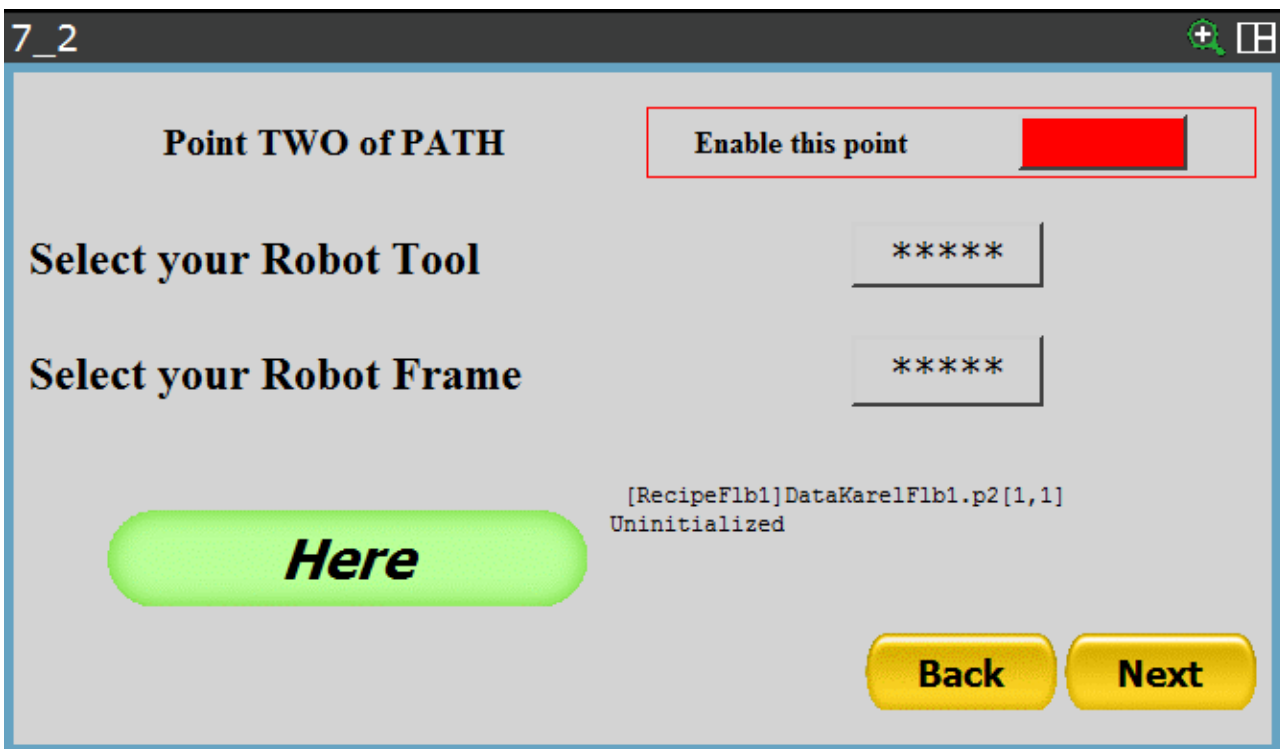 7_2
Point TWO of PATH
Enable this point
Select your Robot Tool
*****
Select your Robot Frame
*****
[RecipeFlb1]DataKarelFlb1.p2[1,1]
Uninitialized
Here
Back
Next